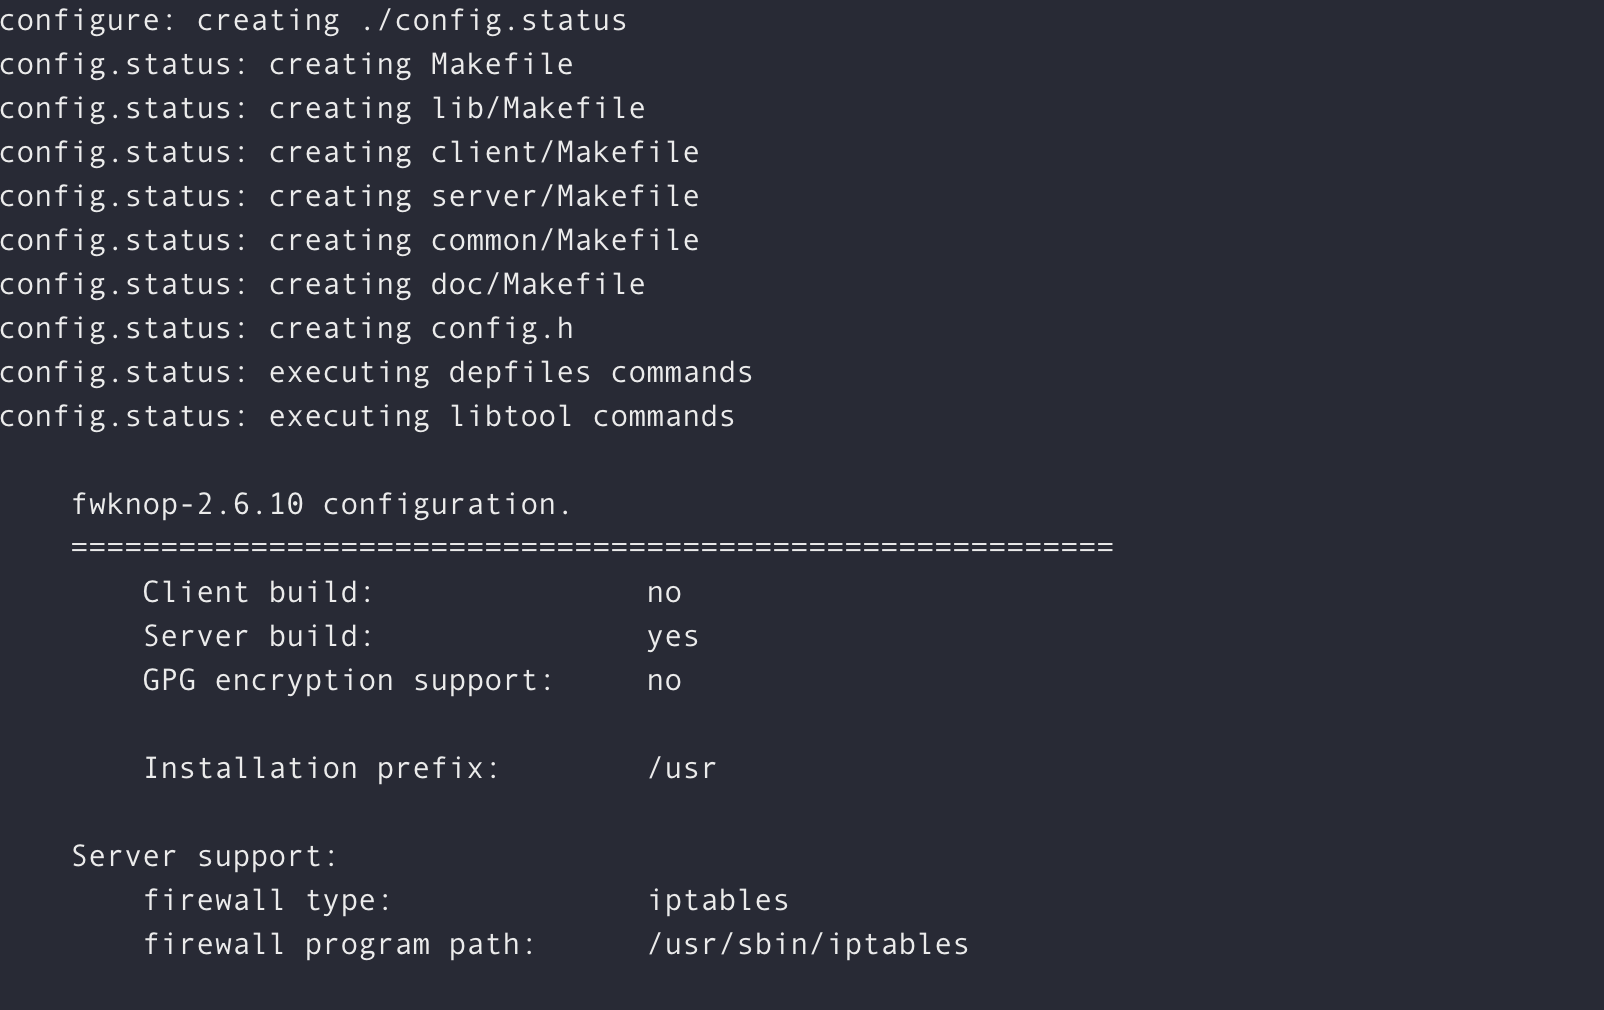 configure: creating ./config.status
config.status: creating Makefile
config.status: creating lib/Makefile
config.status: creating client/Makefile
config.status: creating server/Makefile
config.status: creating common/Makefile
config.status: creating doc/Makefile
config.status: creating config.h
config.status: executing depfiles commands
config.status: executing libtool commands
fwknop-2.6.10 configuration.
==========================================================
Client build: no
Server build: yes
GPG encryption support: no
Installation prefix: /usr
Server support:
firewall type: iptables
firewall program path: /usr/sbin/iptables